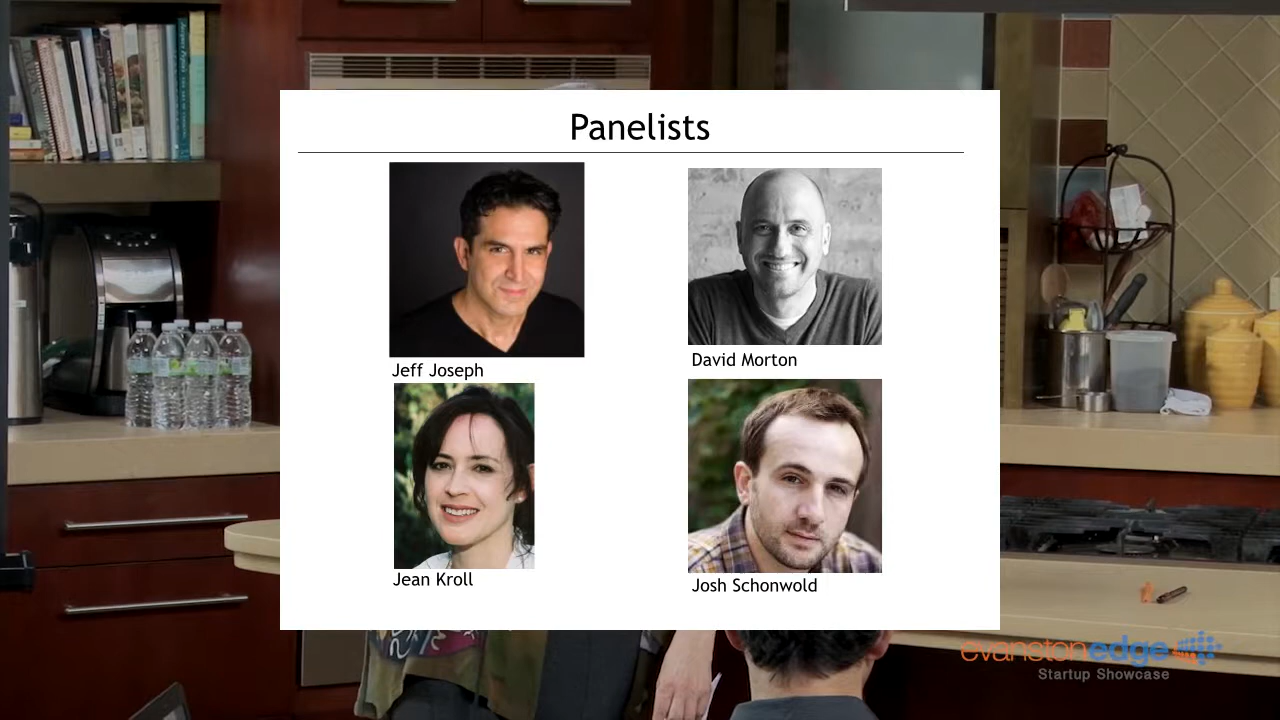 Panelists
Jeff Joseph
David Morton
Jean Kroll
Josh Schonwold
evanstonedge
Startup Showcase